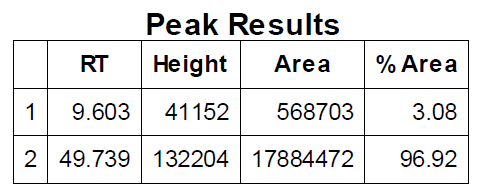 Peak Results
RT Height Area % Area
1 9.603 41152 568703 3.08
2 49.739 132204 17884472 96.92